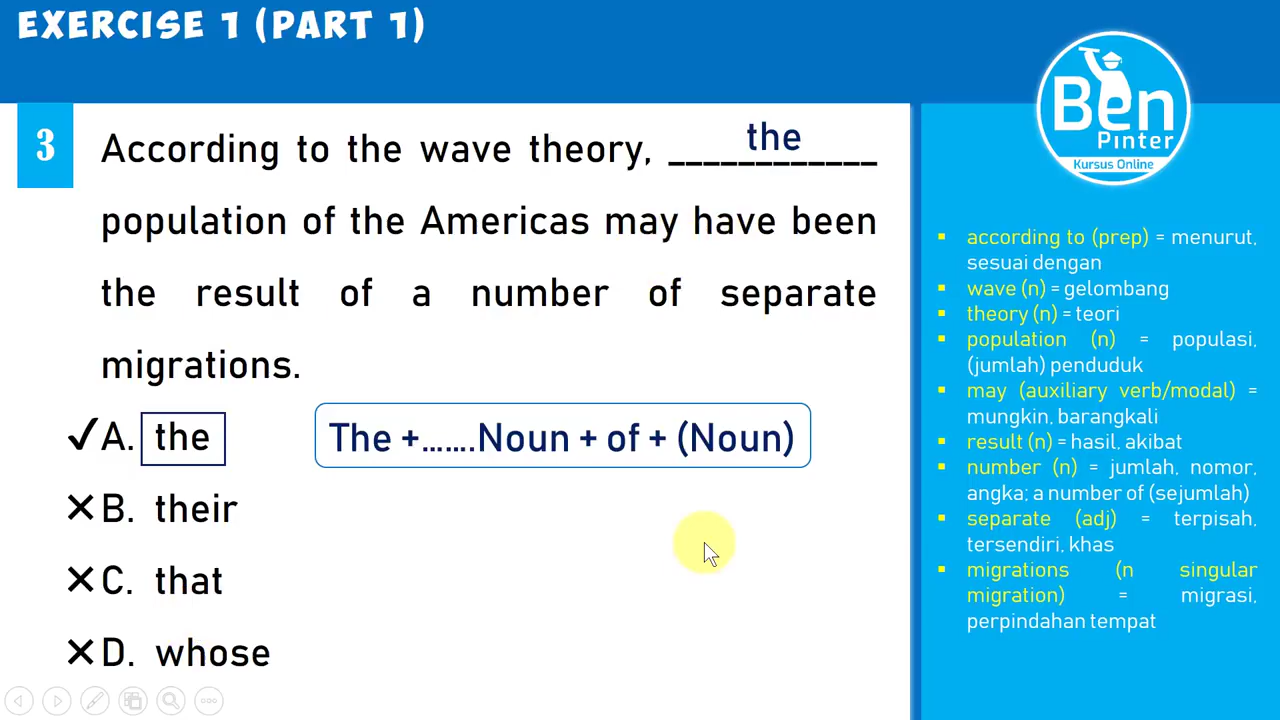 EXERCISE 1 (PART 1)
3
According to the wave theory, ____________
the
population of the Americas may have been
the result of a number of separate
migrations.
✓A. the
The +.......Noun + of + (Noun)
✕B. their
✕C. that
✕D. whose
Ben
Pinter
Kursus Online
▪ according to (prep) = menurut,
sesuai dengan
▪ wave (n) = gelombang
▪ theory (n) = teori
▪ population (n) = populasi,
(jumlah) penduduk
▪ may (auxiliary verb/modal) =
mungkin, barangkali
▪ result (n) = hasil, akibat
▪ number (n) = jumlah, nomor,
angka; a number of (sejumlah)
▪ separate (adj) = terpisah,
tersendiri, khas
▪ migrations (n singular
migration) = migrasi,
perpindahan tempat